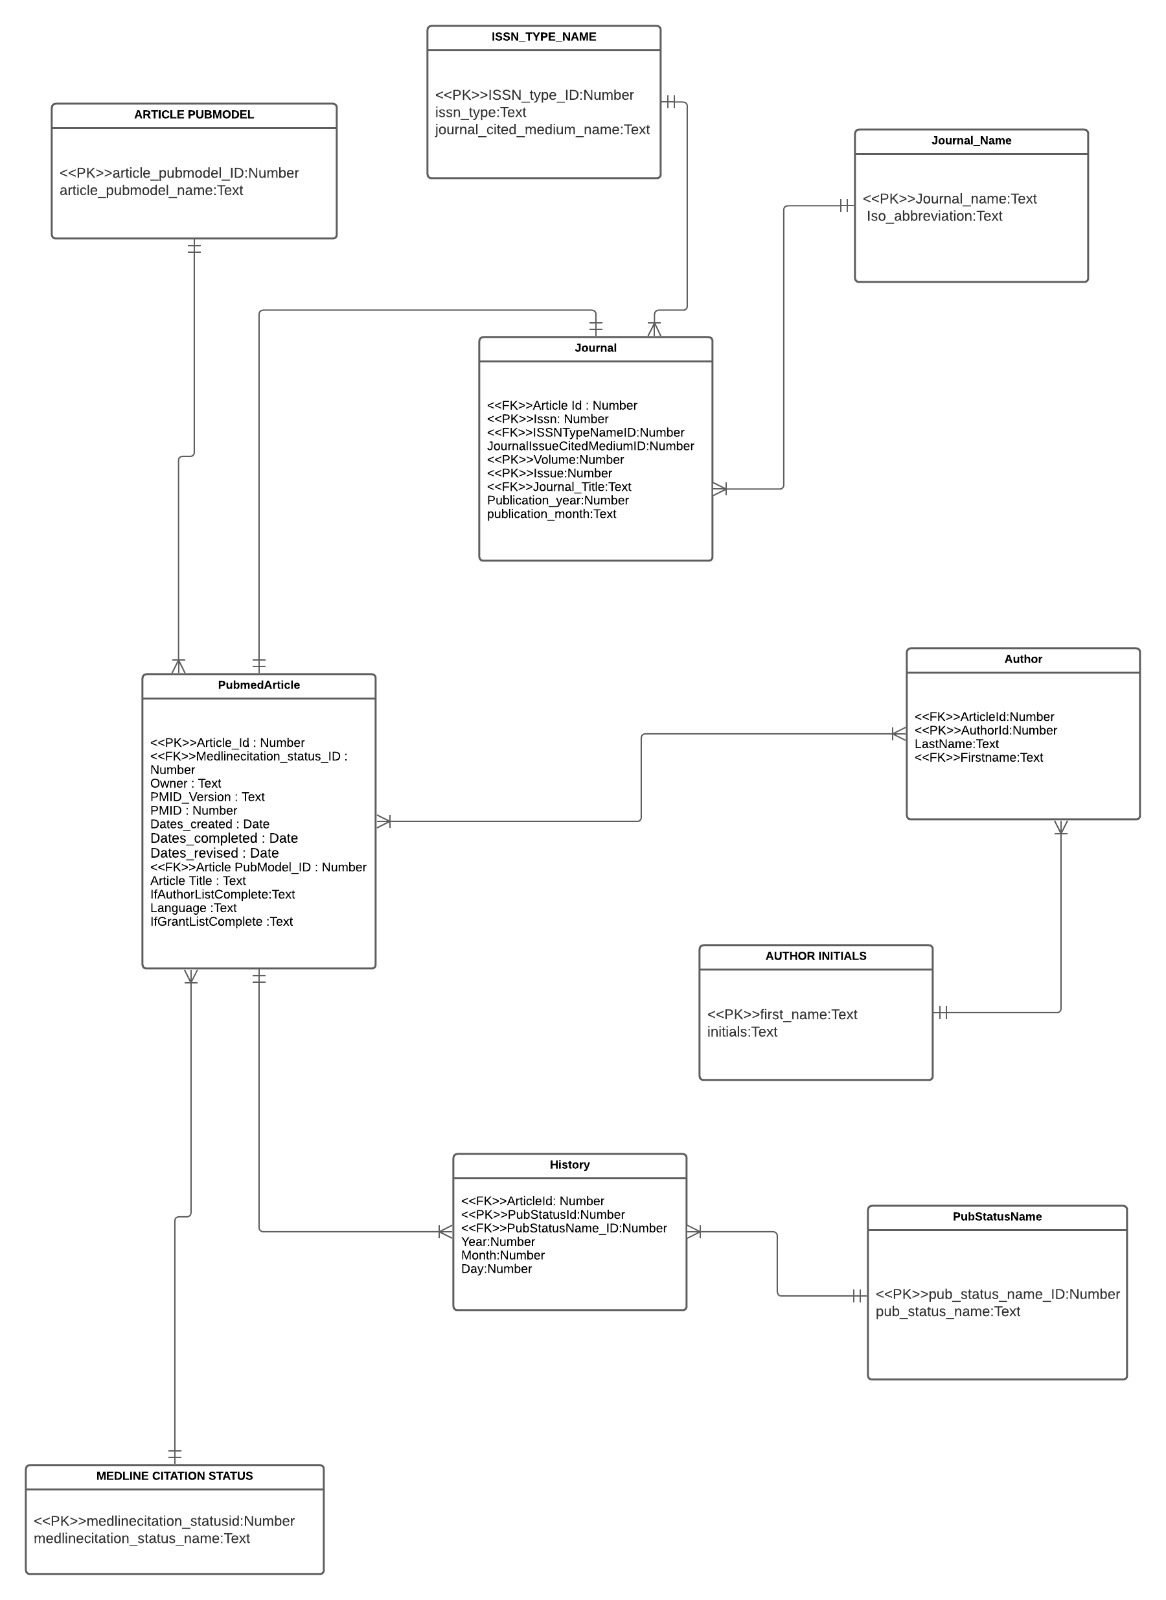 ISSN_TYPE_NAME
<<PK>>ISSN_type_ID:Number
issn_type:Text
journal_cited_medium_name:Text
ARTICLE PUBMODEL
<<PK>>article_pubmodel_ID:Number
article_pubmodel_name:Text
Journal_Name
<<PK>>Journal_name:Text
Iso_abbreviation:Text
Journal
<<FK>>Article Id : Number
<<PK>>Issn: Number
<<FK>>ISSNTypeNameID:Number
JournalIssueCitedMediumID:Number
<<PK>>Volume:Number
<<PK>>Issue:Number
<<FK>>Journal_Title:Text
Publication_year:Number
publication_month:Text
PubmedArticle
<<PK>>Article_Id : Number
<<FK>>Medlinecitation_status_ID :
Number
Owner : Text
PMID_Version : Text
PMID : Number
Dates_created : Date
Dates_completed : Date
Dates_revised : Date
<<FK>>Article PubModel_ID : Number
Article Title : Text
IfAuthorListComplete:Text
Language :Text
IfGrantListComplete :Text
Author
<<FK>>ArticleId:Number
<<PK>>AuthorId:Number
LastName:Text
<<FK>>Firstname:Text
AUTHOR INITIALS
<<PK>>first_name:Text
initials:Text
History
<<FK>>ArticleId: Number
<<PK>>PubStatusId:Number
<<FK>>PubStatusName_ID:Number
Year:Number
Month:Number
Day:Number
PubStatusName
<<PK>>pub_status_name_ID:Number
pub_status_name:Text
MEDLINE CITATION STATUS
<<PK>>medlinecitation_statusid:Number
medlinecitation_status_name:Text